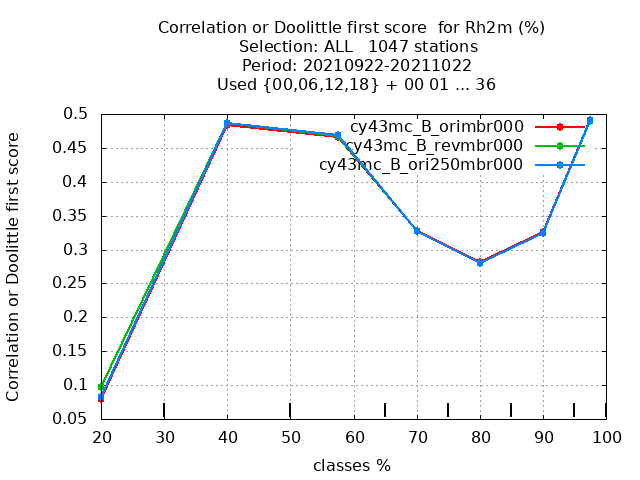 Correlation or Doolittle first score  for Rh2m (%)
Selection: ALL   1047 stations
Period: 20210922-20211022
Used {00,06,12,18} + 00 01 ... 36
cy43mc_B_orimbr000
cy43mc_B_revmbr000
cy43mc_B_ori250mbr000
Correlation or Doolittle first score
0.5
0.45
0.4
0.35
0.3
0.25
0.2
0.15
0.1
0.05
20 30 40 50 60 70 80 90 100
classes %